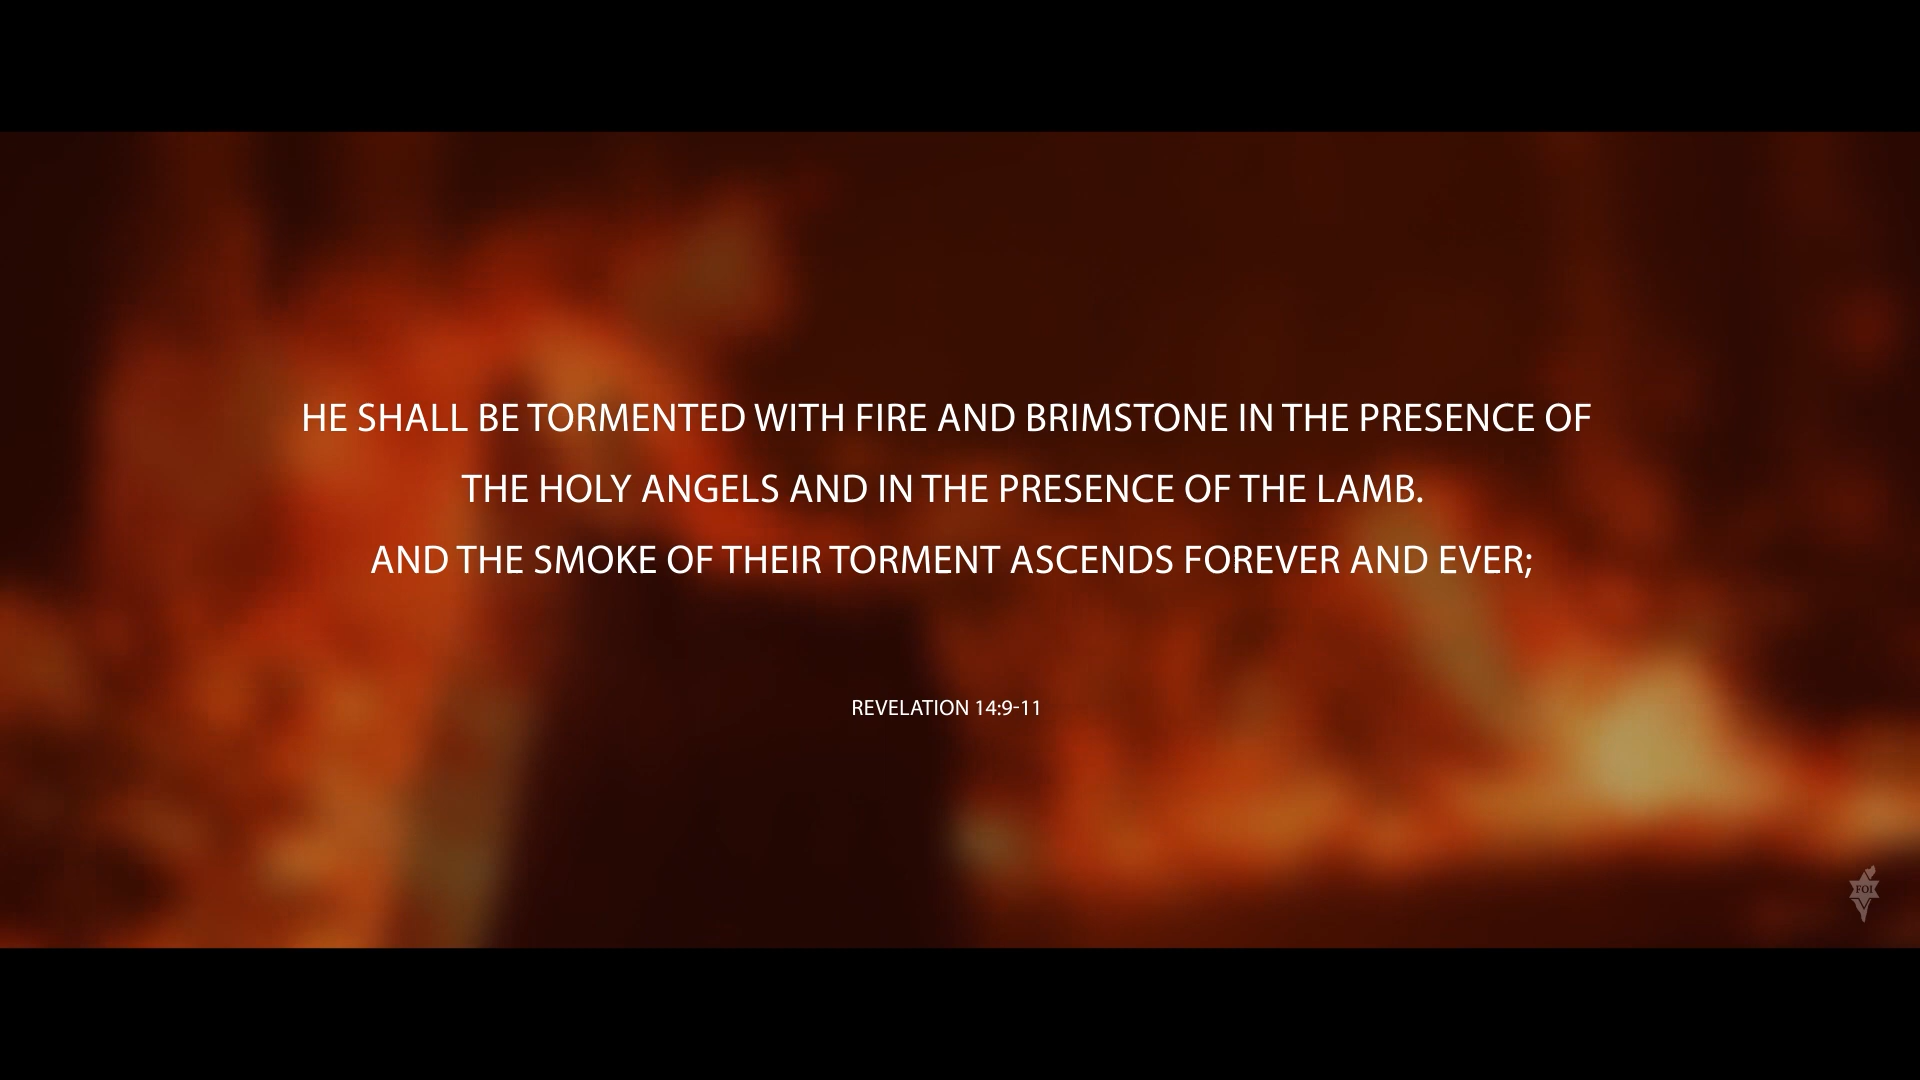 HE SHALL BE TORMENTED WITH FIRE AND BRIMSTONE IN THE PRESENCE OF
THE HOLY ANGELS AND IN THE PRESENCE OF THE LAMB.
AND THE SMOKE OF THEIR TORMENT ASCENDS FOREVER AND EVER;
REVELATION 14:9-11
FOI